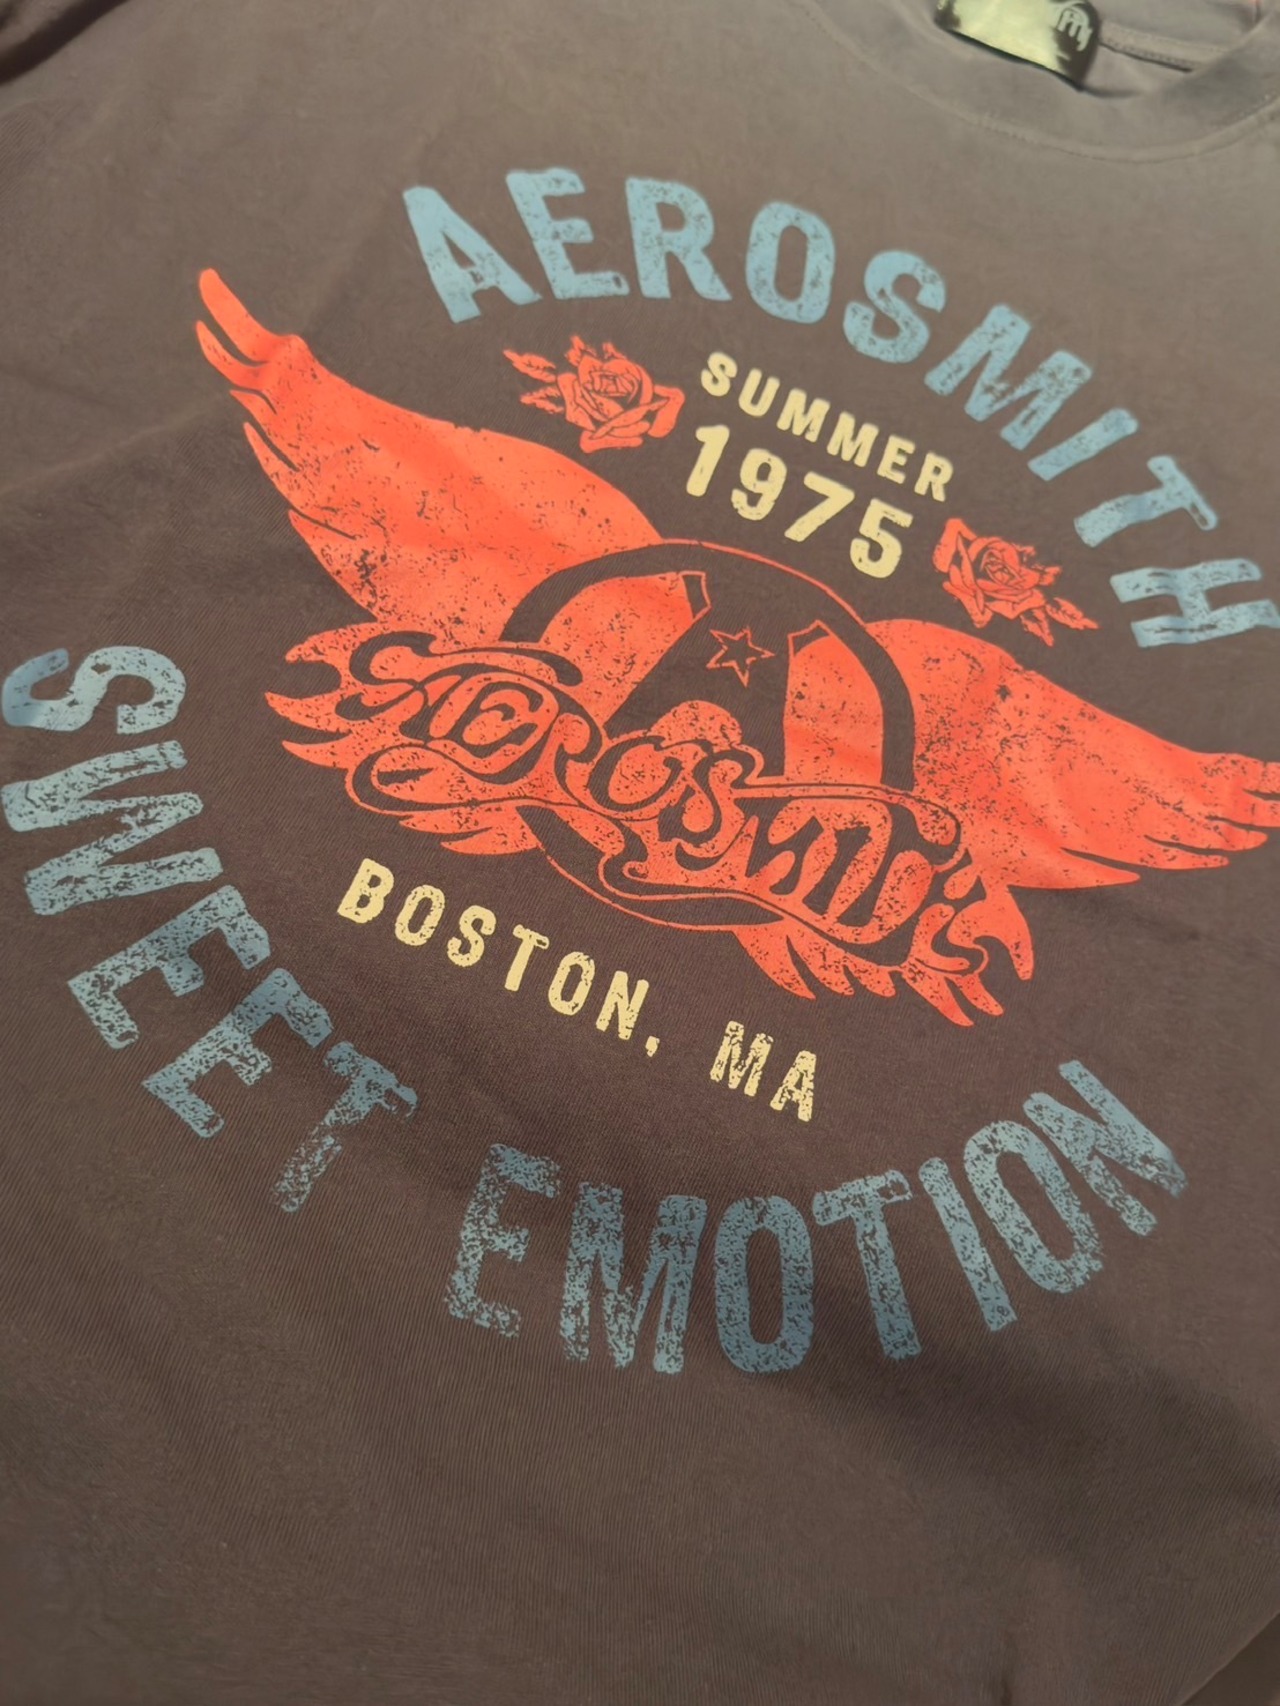 AEROSMITH
SUMMER
1975
AEROSMITH
BOSTON, MA
SWEET EMOTION